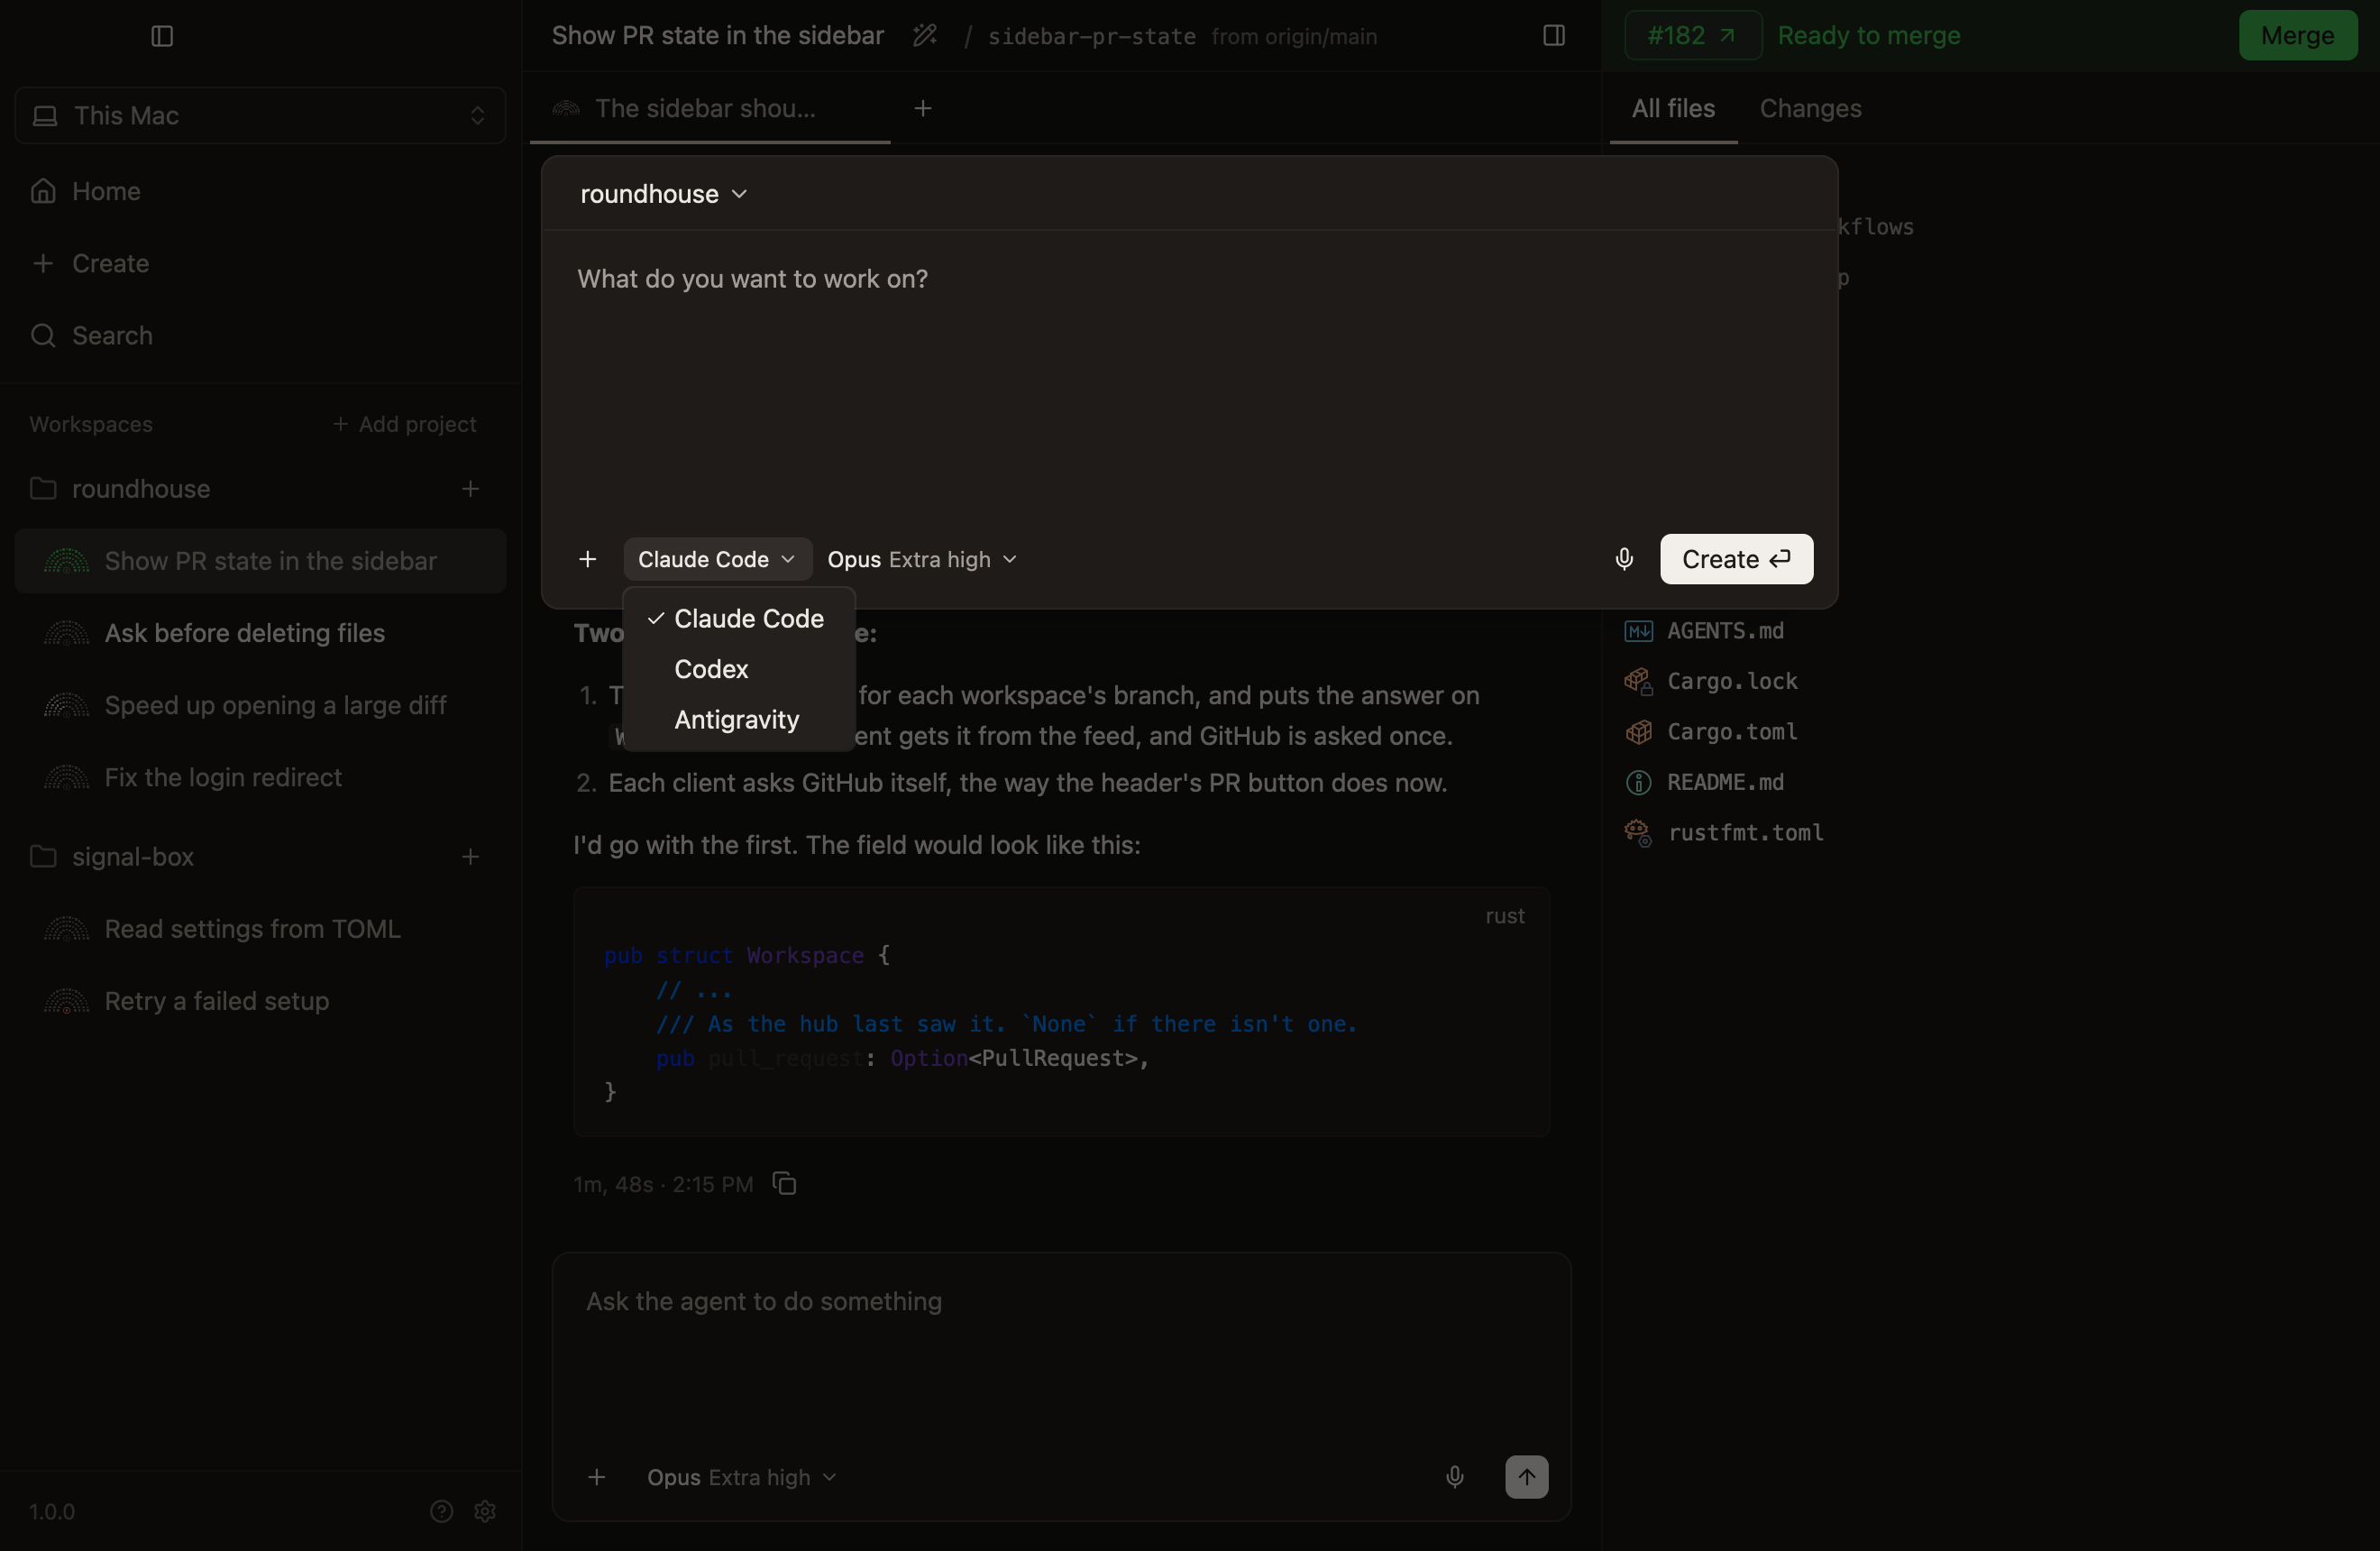 This Mac
Home
Create
Search
Workspaces
Add project
roundhouse
Show PR state in the sidebar
Ask before deleting files
Speed up opening a large diff
Fix the login redirect
signal-box
Read settings from TOML
Retry a failed setup
1.0.0
Show PR state in the sidebar / sidebar-pr-state from origin/main
The sidebar shou...
roundhouse
What do you want to work on?
Claude Code Opus Extra high
Create
Claude Code
Codex
Antigravity
Two
e:
1. T for each workspace's branch, and puts the answer on
W ent gets it from the feed, and GitHub is asked once.
2. Each client asks GitHub itself, the way the header's PR button does now.
I'd go with the first. The field would look like this:
rust
pub struct Workspace {
// ...
/// As the hub last saw it. `None` if there isn't one.
pub pull_request: Option<PullRequest>,
}
1m, 48s · 2:15 PM
Ask the agent to do something
Opus Extra high
#182 Ready to merge
Merge
All files Changes
kflows
p
AGENTS.md
Cargo.lock
Cargo.toml
README.md
rustfmt.toml